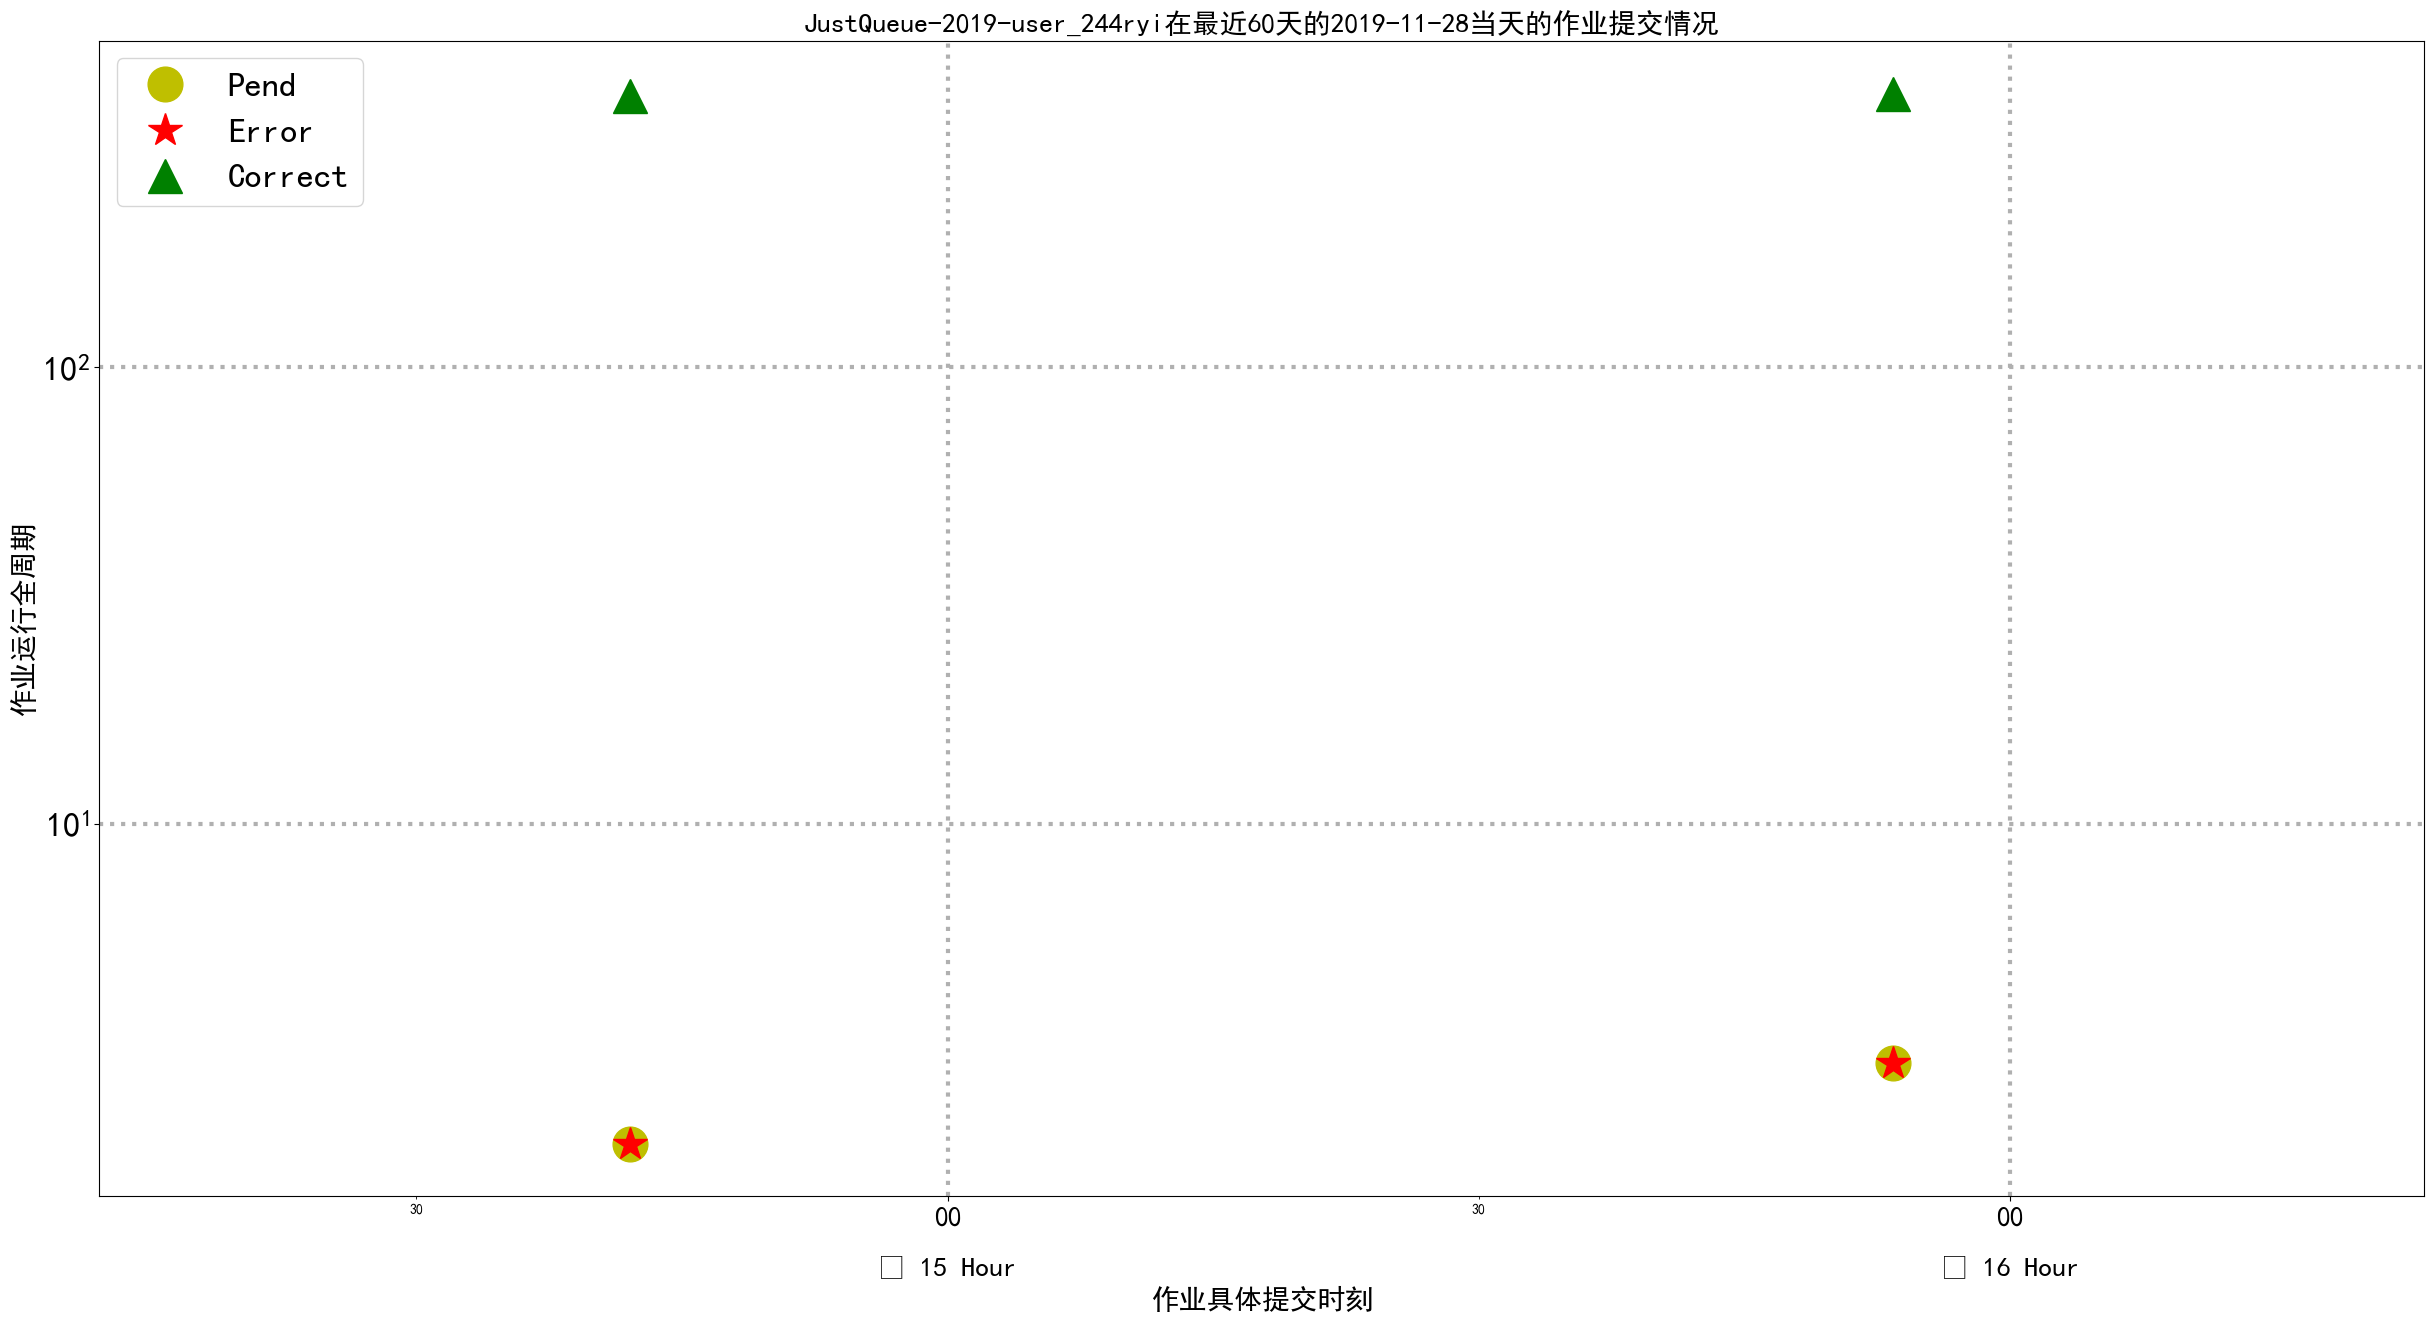 JustQueue-2019-user_244ryi在最近60天的2019-11-28当天的作业提交情况
Pend
Error
Correct
10²
10¹
作业运行全周期
30
00
30
00
15 Hour
16 Hour
作业具体提交时刻